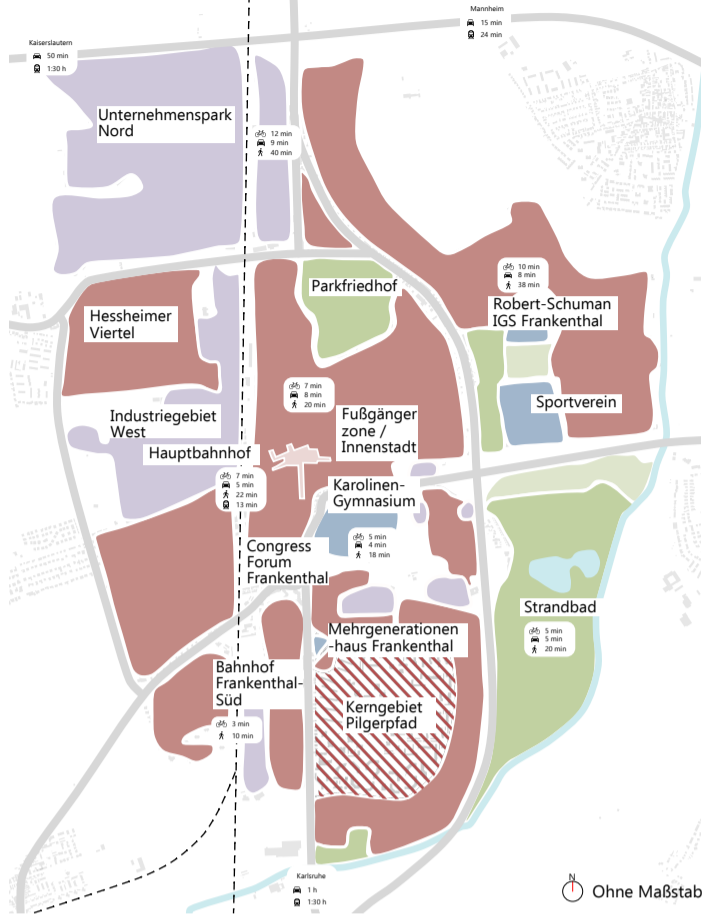 Mannheim
15 min
24 min
Kaiserslautern
50 min
1:30 h
Unternehmenspark
Nord
12 min
9 min
40 min
10 min
8 min
38 min
Parkfriedhof
Robert-Schuman
IGS Frankenthal
Hessheimer
Viertel
7 min
8 min
20 min
Sportverein
Industriegebiet
West
Fußgänger
zone /
Innenstadt
Hauptbahnhof
7 min
5 min
22 min
13 min
Karolinen-
Gymnasium
5 min
4 min
18 min
Congress
Forum
Frankenthal
Strandbad
5 min
5 min
20 min
Mehrgenerationen
-haus Frankenthal
Bahnhof
Frankenthal-
Süd
3 min
10 min
Kerngebiet
Pilgerpfad
Karlsruhe
1 h
1:30 h
N
Ohne Maßstab